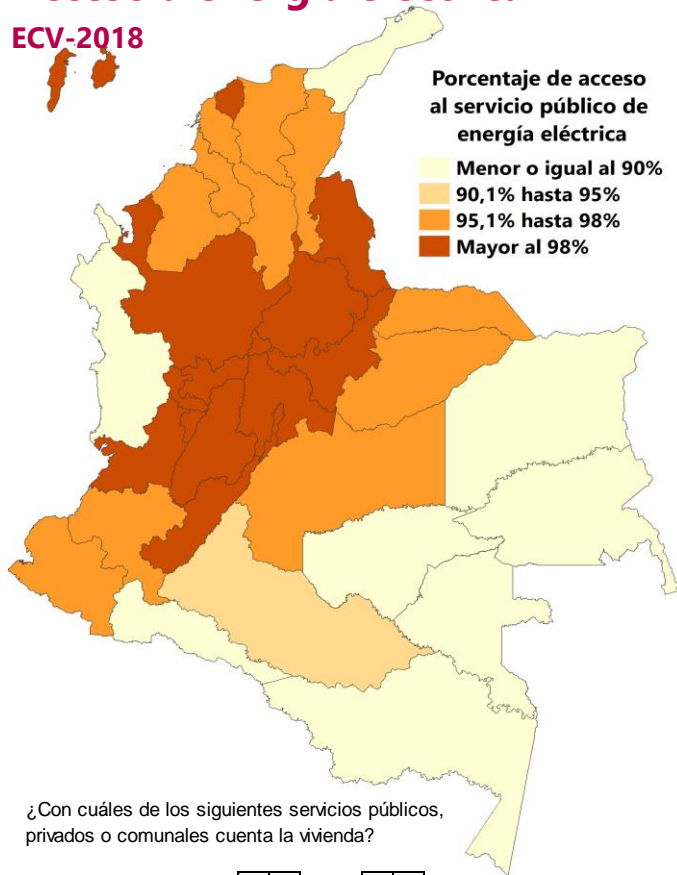 ECV-2018
Porcentaje de acceso
al servicio público de
energía eléctrica
Menor o igual al 90%
90,1% hasta 95%
95,1% hasta 98%
Mayor al 98%
¿Con cuáles de los siguientes servicios públicos,
privados o comunales cuenta la vivienda?